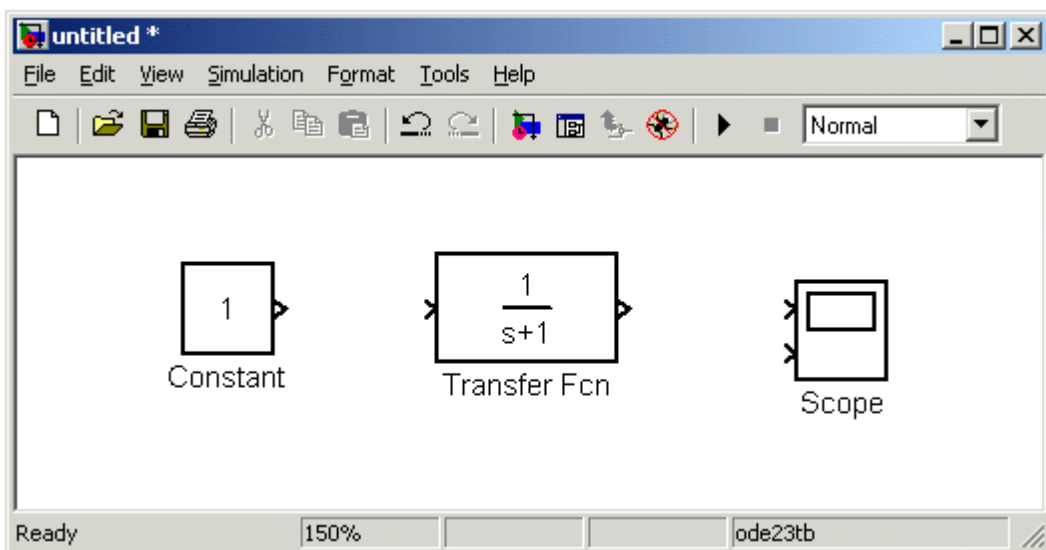 untitled *
File Edit View Simulation Format Tools Help
Normal
1
Constant
1
s+1
Transfer Fcn
Scope
Ready 150% ode23tb